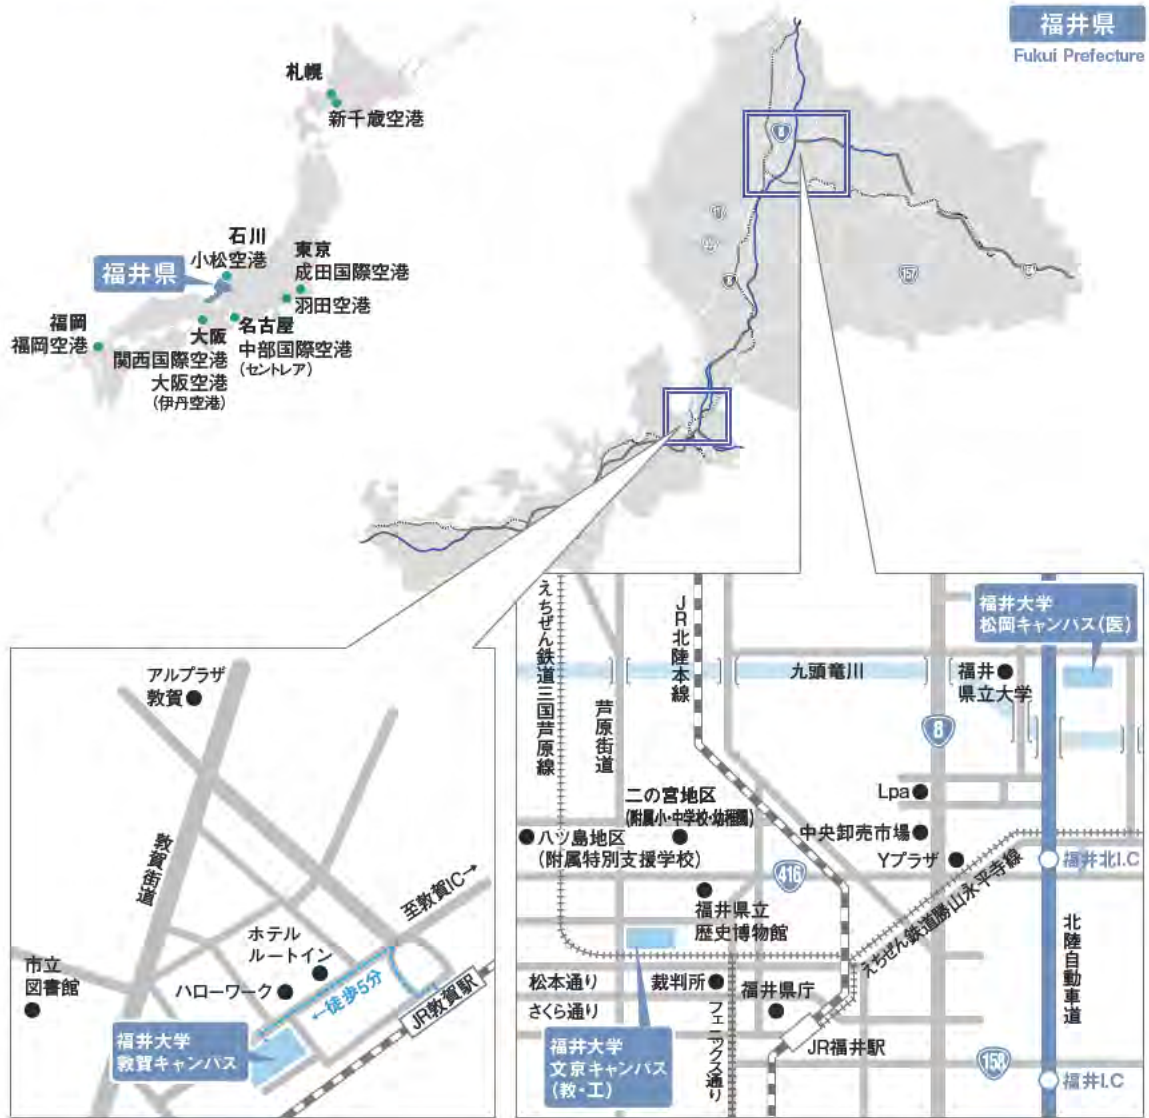 福井県
Fukui Prefecture
札幌
新千歳空港
石川
小松空港
福井県
東京
成田国際空港
羽田空港
福岡
福岡空港
大阪
関西国際空港
大阪空港
(伊丹空港)
名古屋
中部国際空港
(セントレア)
8
157
アルプラザ
敦賀
敦賀街道
至敦賀IC→
ホテル
ルートイン
市立
図書館
ハローワーク
←徒歩5分
JR敦賀駅
福井大学
敦賀キャンパス
えちぜん鉄道三国芦原線
芦原街道
JR北陸本線
九頭竜川
福井大学
松岡キャンパス(医)
福井
県立大学
8
二の宮地区
(附属小・中学校・幼稚園)
八ツ島地区
(附属特別支援学校)
Lpa
中央卸売市場
Yプラザ
416
福井北I.C
福井県立
歴史博物館
えちぜん鉄道勝山永平寺線
北陸自動車道
松本通り
さくら通り
裁判所
福井県庁
フェニックス通り
JR福井駅
福井大学
文京キャンパス
(教・工)
158
福井I.C